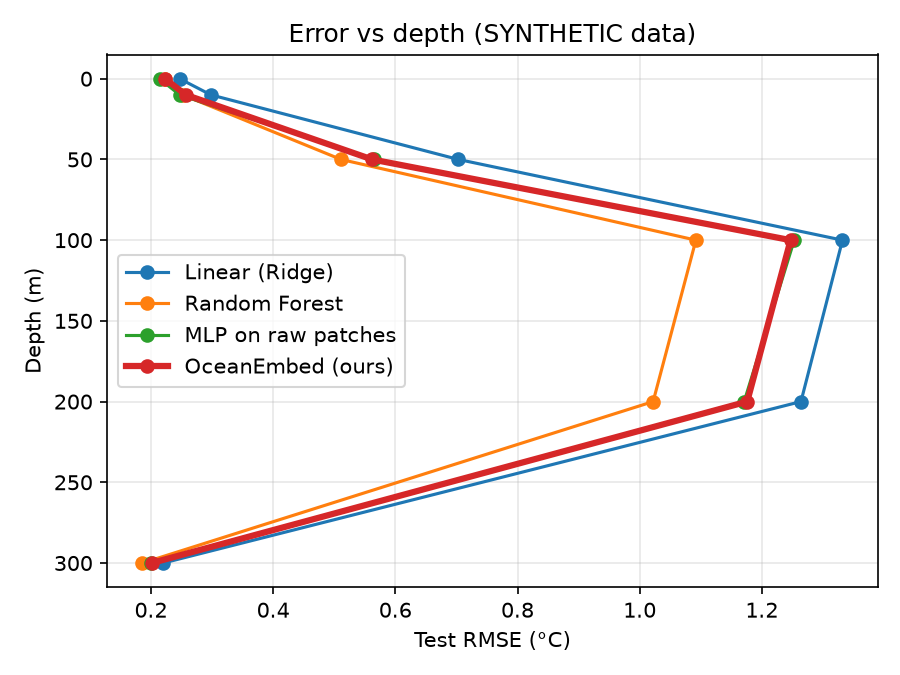 Error vs depth (SYNTHETIC data)
0
50
100
150
200
250
300
Depth (m)
Linear (Ridge)
Random Forest
MLP on raw patches
OceanEmbed (ours)
0.2
0.4
0.6
0.8
1.0
1.2
Test RMSE (°C)